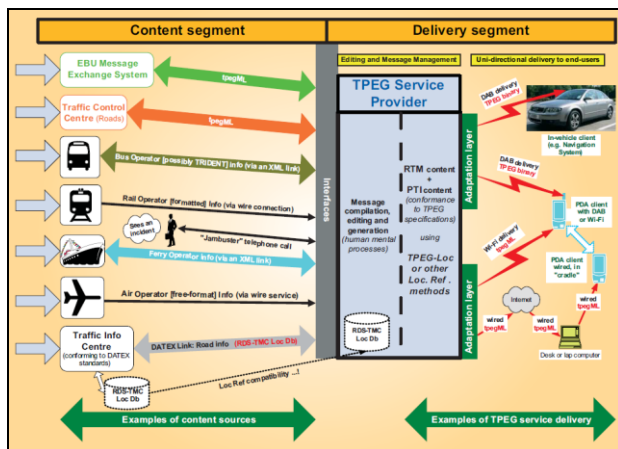 Content segment
Delivery segment
EBU Message
Exchange System
tpegML
Traffic Control
Centre (Roads)
tpegML
Bus Operator [possibly TRIDENT] info (via an XML link)
Rail Operator [formatted] Info (via wire connection)
Sees an
incident
"Jambuster" telephone call
Ferry Operator info (via an XML link)
Air Operator [free-format] Info (via wire service)
Traffic Info
Centre
(conforming to DATEX
standards)
DATEX Link: Road info (RDS-TMC Loc Db)
RDS-TMC
Loc Db
Loc Ref compatibility ...!
Examples of content sources
Interfaces
Editing and Message Management
Uni-directional delivery to end-users
TPEG Service
Provider
Message
compilation,
editing and
generation
(human mental
processes)
RTM content
+
PTI content
(conformance
to TPEG
specifications)
using
TPEG-Loc
or other
Loc. Ref .
methods
RDS-TMC
Loc Db
Adaptation layer
Adaptation layer
DAB delivery
TPEG binary
In-vehicle client
(e.g. Navigation
System)
DAB delivery
TPEG binary
PDA client
with DAB
or Wi-Fi
Wi-Fi delivery
tpegML
PDA client
wired, in
"cradle"
Internet
wired
tpegML
wired
tpegML
wired
tpegML
Desk or lap computer
Examples of TPEG service delivery